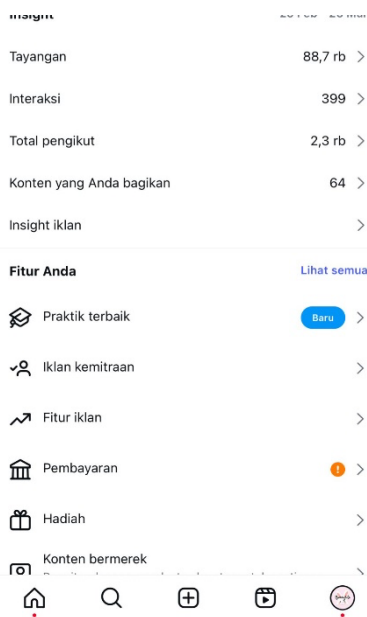 Insight
Tayangan 88,7 rb
Interaksi 399
Total pengikut 2,3 rb
Konten yang Anda bagikan 64
Insight iklan
Fitur Anda Lihat semua
Praktik terbaik Baru
Iklan kemitraan
Fitur iklan
Pembayaran
Hadiah
Konten bermerek